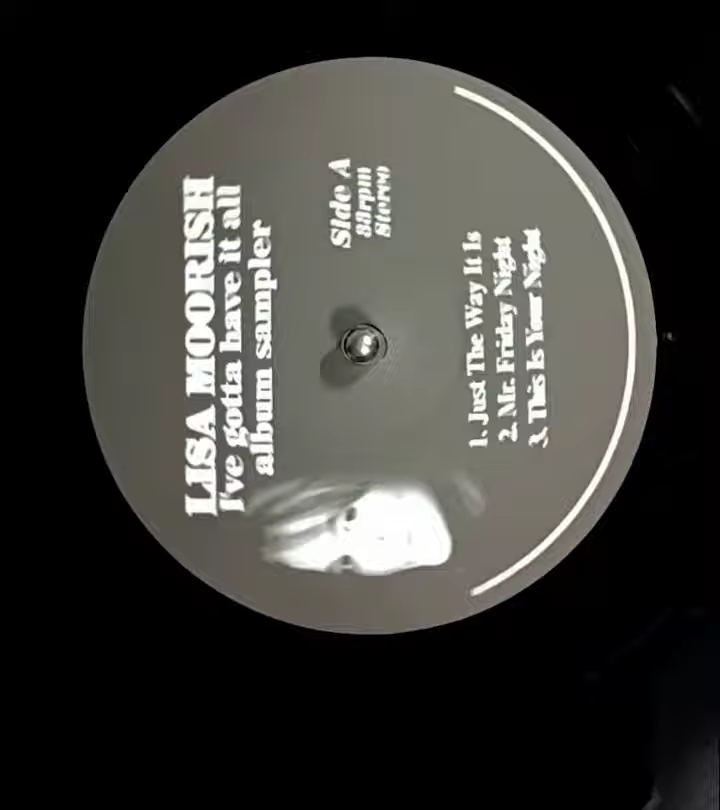 LISA MOORISH
I've gotta have it all
album sampler
Side A
33rpm
Stereo
1. Just The Way It Is
2. Mr. Friday Night
3. This Is Your Night